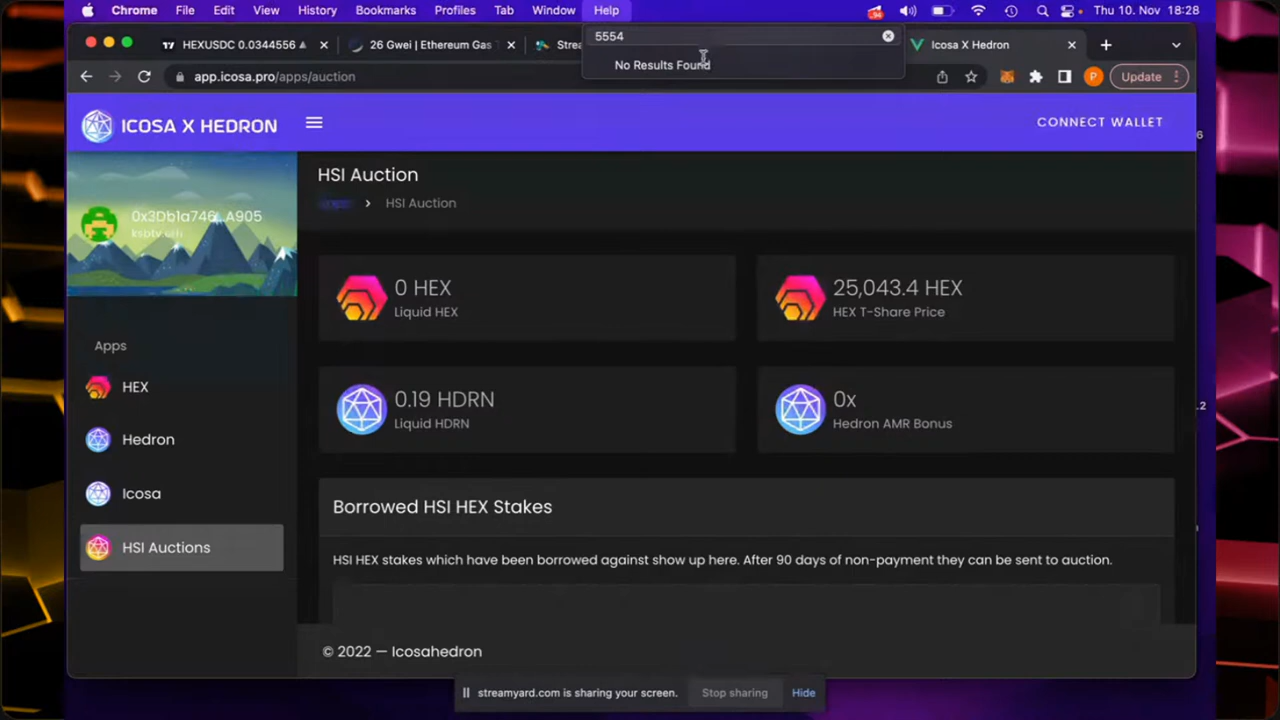 Chrome File Edit View History Bookmarks Profiles Tab Window Help Thu 10. Nov 18:28
HEXUSDC 0.0344556
26 Gwei | Ethereum Gas
Strea
5554
No Results Found
Icosa X Hedron
app.icosa.pro/apps/auction
P
Update
ICOSA X HEDRON
CONNECT WALLET
0x3Db1a746…A905
HSI Auction
HSI Auction
0 HEX
Liquid HEX
25,043.4 HEX
HEX T-Share Price
0.19 HDRN
Liquid HDRN
0x
Hedron AMR Bonus
Apps
HEX
Hedron
Icosa
HSI Auctions
Borrowed HSI HEX Stakes
HSI HEX stakes which have been borrowed against show up here. After 90 days of non-payment they can be sent to auction.
© 2022 — Icosahedron
streamyard.com is sharing your screen. Stop sharing Hide